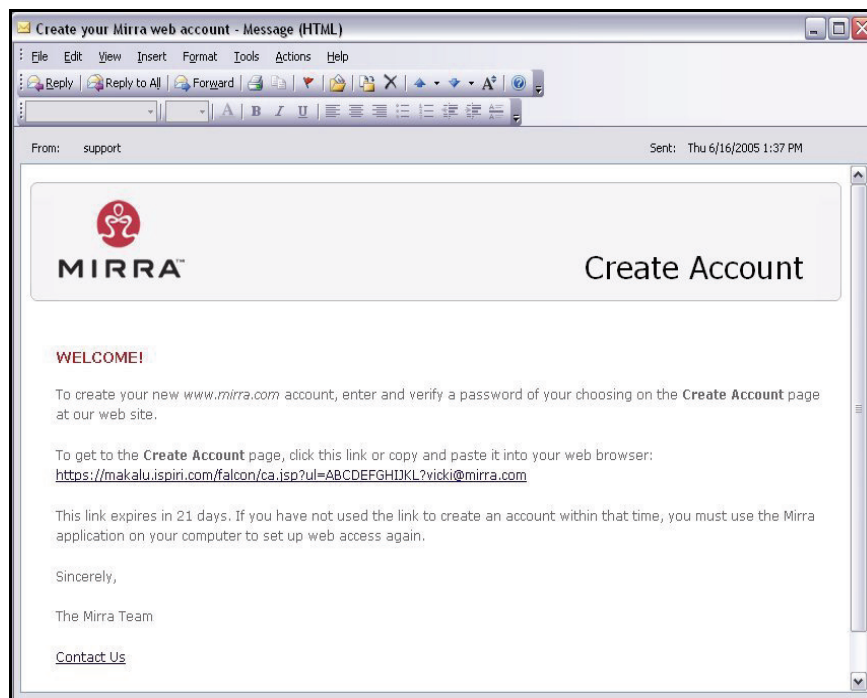 Create your Mirra web account - Message (HTML)
File Edit View Insert Format Tools Actions Help
Reply Reply to All Forward
A B I U
From: support Sent: Thu 6/16/2005 1:37 PM
MIRRA™
Create Account
WELCOME!
To create your new www.mirra.com account, enter and verify a password of your choosing on the Create Account page
at our web site.
To get to the Create Account page, click this link or copy and paste it into your web browser:
https://makalu.ispiri.com/falcon/ca.jsp?ul=ABCDEFGHIJKL?vicki@mirra.com
This link expires in 21 days. If you have not used the link to create an account within that time, you must use the Mirra
application on your computer to set up web access again.
Sincerely,
The Mirra Team
Contact Us